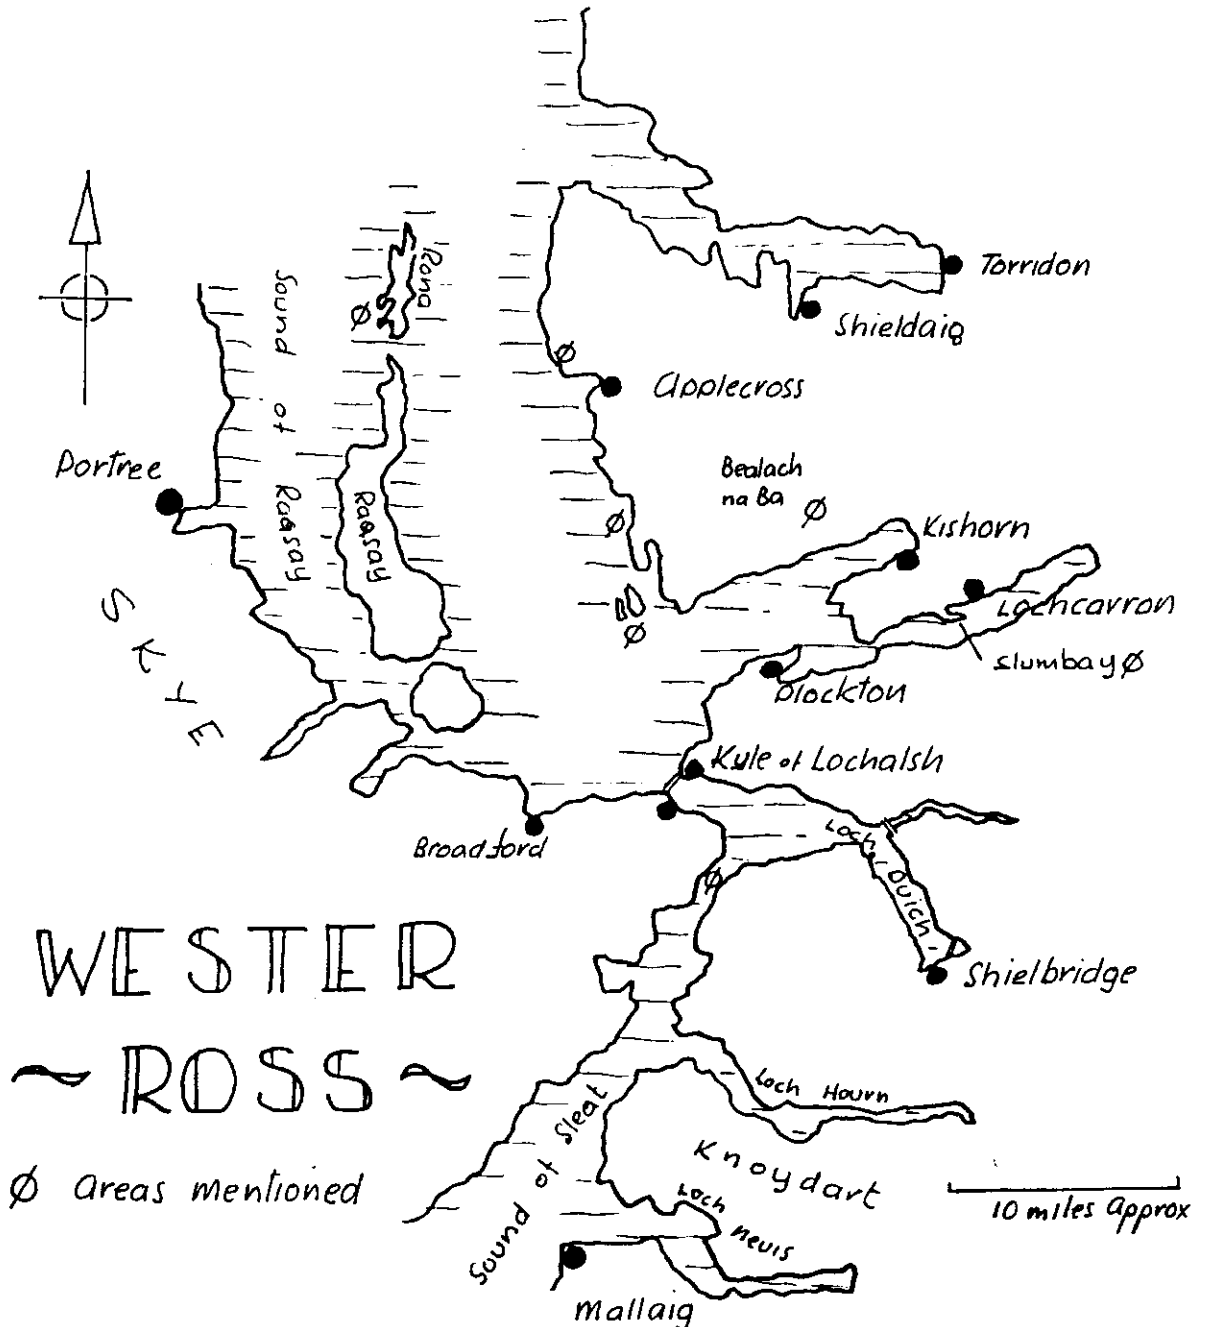 Torridon
Rona
Sound of Raasay
Shieldaig
Applecross
Portree
Bealach
na Ba Ø
Raasay
Kishorn
SKYE
Lochcarron
Slumbay Ø
Plockton
Kyle of Lochalsh
Broadford
Loch Duich
WESTER
~ ROSS ~
Shielbridge
Loch Hourn
Sound of Sleat
Knoydart
Ø areas mentioned
Loch Nevis
10 miles approx
Mallaig